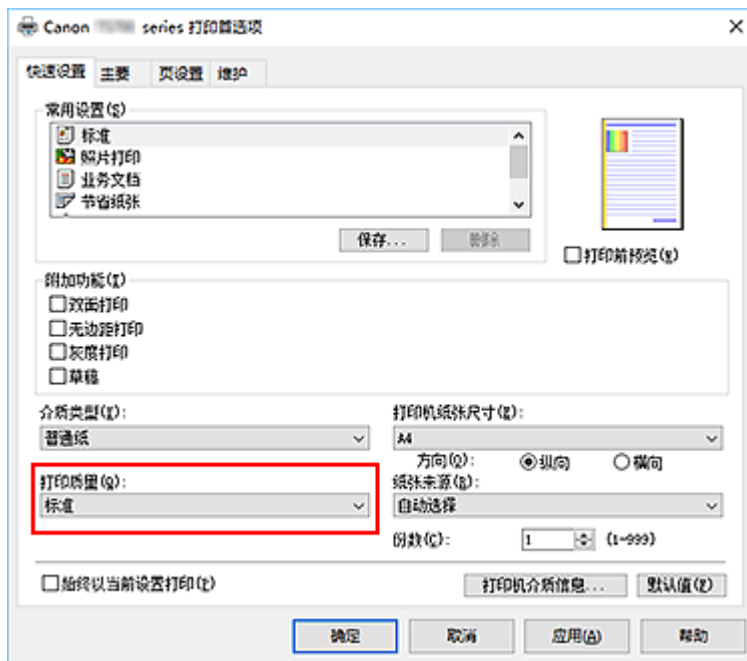 Canon series 打印首选项
快速设置 主要 页设置 维护
常用设置(S)
标准
照片打印
业务文档
节省纸张
保存... 删除
打印前预览(W)
附加功能(I)
双面打印
无边距打印
灰度打印
草稿
介质类型(Y): 打印机纸张尺寸(Z):
普通纸 A4
方向(O): 纵向 横向
打印质量(Q): 纸张来源(B):
标准 自动选择
份数(C): 1 (1-999)
始终以当前设置打印(T)
打印机介质信息... 默认值(F)
确定 取消 应用(A) 帮助